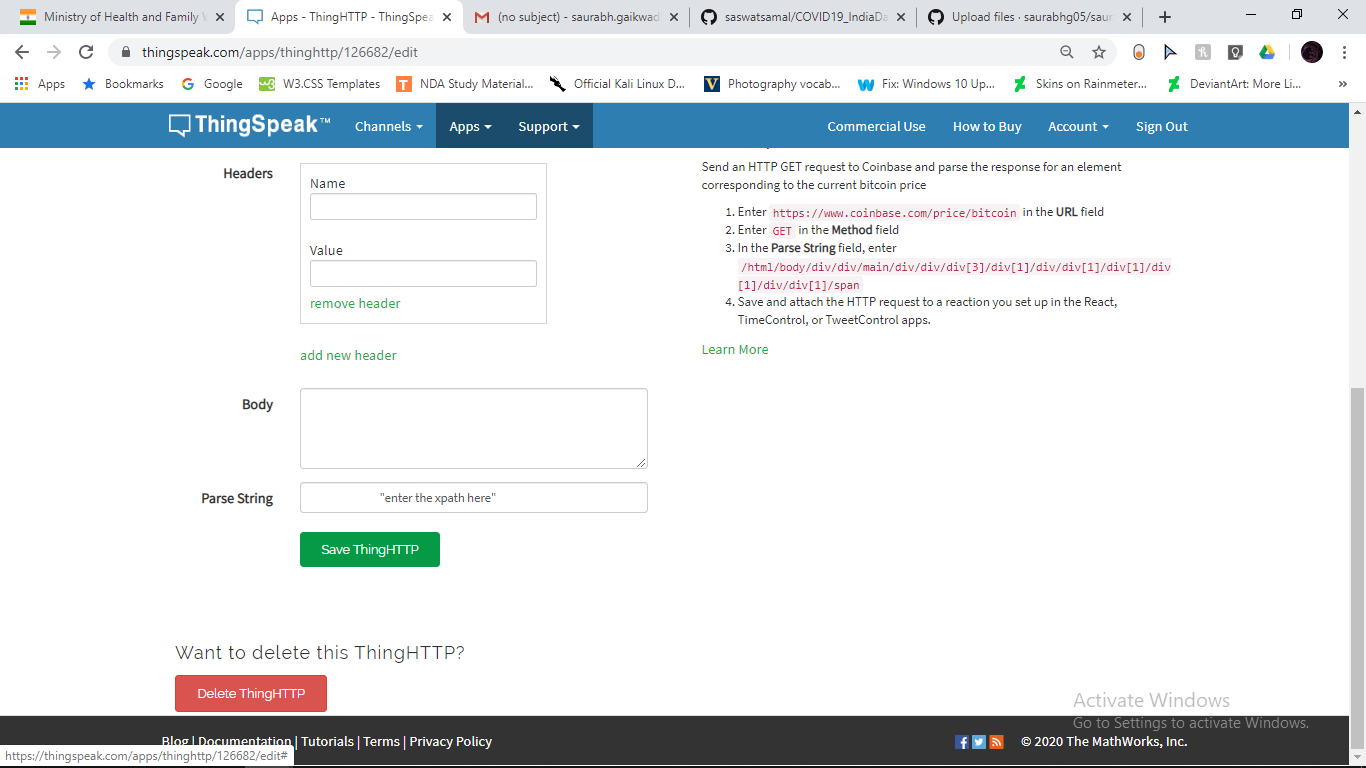 Ministry of Health and Family W
Apps - ThingHTTP - ThingSpea
(no subject) - saurabh.gaikwad
saswatsamal/COVID19_IndiaDa
Upload files · saurabhg05/saur
thingspeak.com/apps/thinghttp/126682/edit
Apps Bookmarks Google W3.CSS Templates NDA Study Material... Official Kali Linux D... Photography vocab... Fix: Windows 10 Up... Skins on Rainmeter... DeviantArt: More Li... »
ThingSpeak™ Channels Apps Support Commercial Use How to Buy Account Sign Out
Headers
Name
Value
remove header
add new header
Body
Parse String
"enter the xpath here"
Save ThingHTTP
Send an HTTP GET request to Coinbase and parse the response for an element
corresponding to the current bitcoin price
1. Enter https://www.coinbase.com/price/bitcoin in the URL field
2. Enter GET in the Method field
3. In the Parse String field, enter
/html/body/div/div/main/div/div/div[3]/div[1]/div/div[1]/div[1]/div
[1]/div/div[1]/span
4. Save and attach the HTTP request to a reaction you set up in the React,
TimeControl, or TweetControl apps.
Learn More
Want to delete this ThingHTTP?
Delete ThingHTTP
Activate Windows
Go to Settings to activate Windows.
Blog | Documentation | Tutorials | Terms | Privacy Policy
© 2020 The MathWorks, Inc.
https://thingspeak.com/apps/thinghttp/126682/edit#